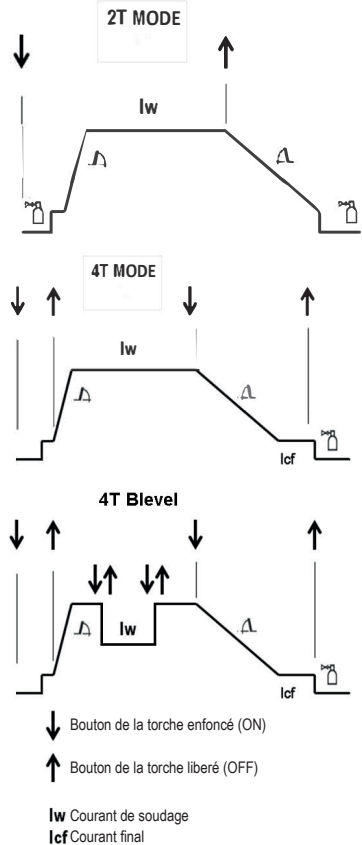 2T MODE
Iw
4T MODE
Iw
Icf
4T Blevel
Iw
Icf
Bouton de la torche enfoncé (ON)
Bouton de la torche liberé (OFF)
Iw Courant de soudage
Icf Courant final